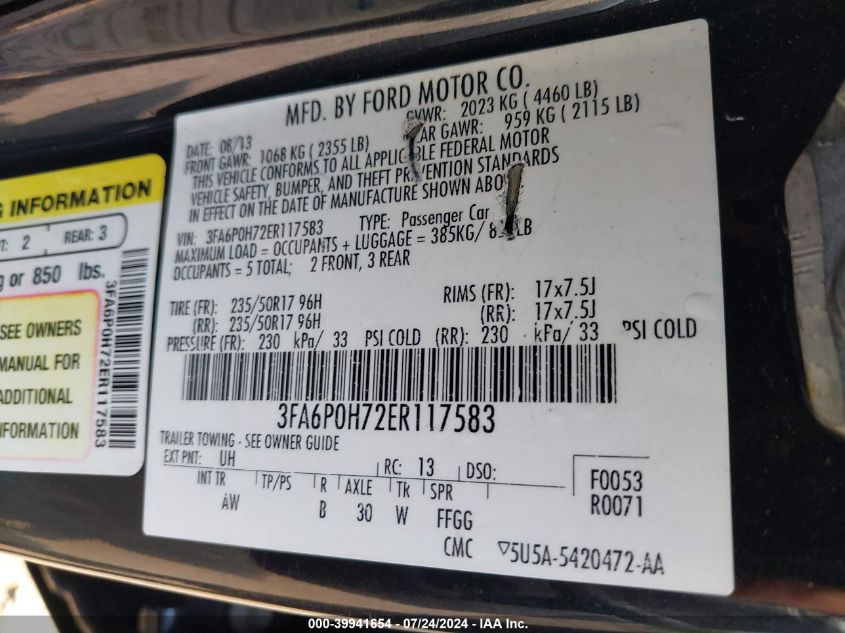 MFD. BY FORD MOTOR CO.
DATE: 08/13
GVWR: 2023 KG ( 4460 LB)
FRONT GAWR: 1068 KG ( 2355 LB)
GAWR: 959 KG ( 2115 LB)
THIS VEHICLE CONFORMS TO ALL APPLICABLE FEDERAL MOTOR
VEHICLE SAFETY, BUMPER, AND THEFT PREVENTION STANDARDS
IN EFFECT ON THE DATE OF MANUFACTURE SHOWN ABOVE
VIN: 3FA6P0H72ER117583 TYPE: Passenger Car
MAXIMUM LOAD = OCCUPANTS + LUGGAGE = 385KG/ LB
OCCUPANTS = 5 TOTAL; 2 FRONT, 3 REAR
TIRE (FR): 235/50R17 96H RIMS (FR): 17x7.5J
(RR): 235/50R17 96H (RR): 17x7.5J
PRESSURE (FR): 230 kPa/ 33 PSI COLD (RR): 230 kPa/ 33 PSI COLD
3FA6P0H72ER117583
TRAILER TOWING - SEE OWNER GUIDE
EXT PNT: UH RC: 13 DSO: F0053
INT TR TP/PS R AXLE TR SPR R0071
AW B 30 W FFGG
CMC 5U5A-5420472-AA
INFORMATION
2 REAR: 3
or 850 lbs.
SEE OWNERS
MANUAL FOR
ADDITIONAL
INFORMATION
3FA6P0H72ER117583
000-39941654 - 07/24/2024 - IAA Inc.